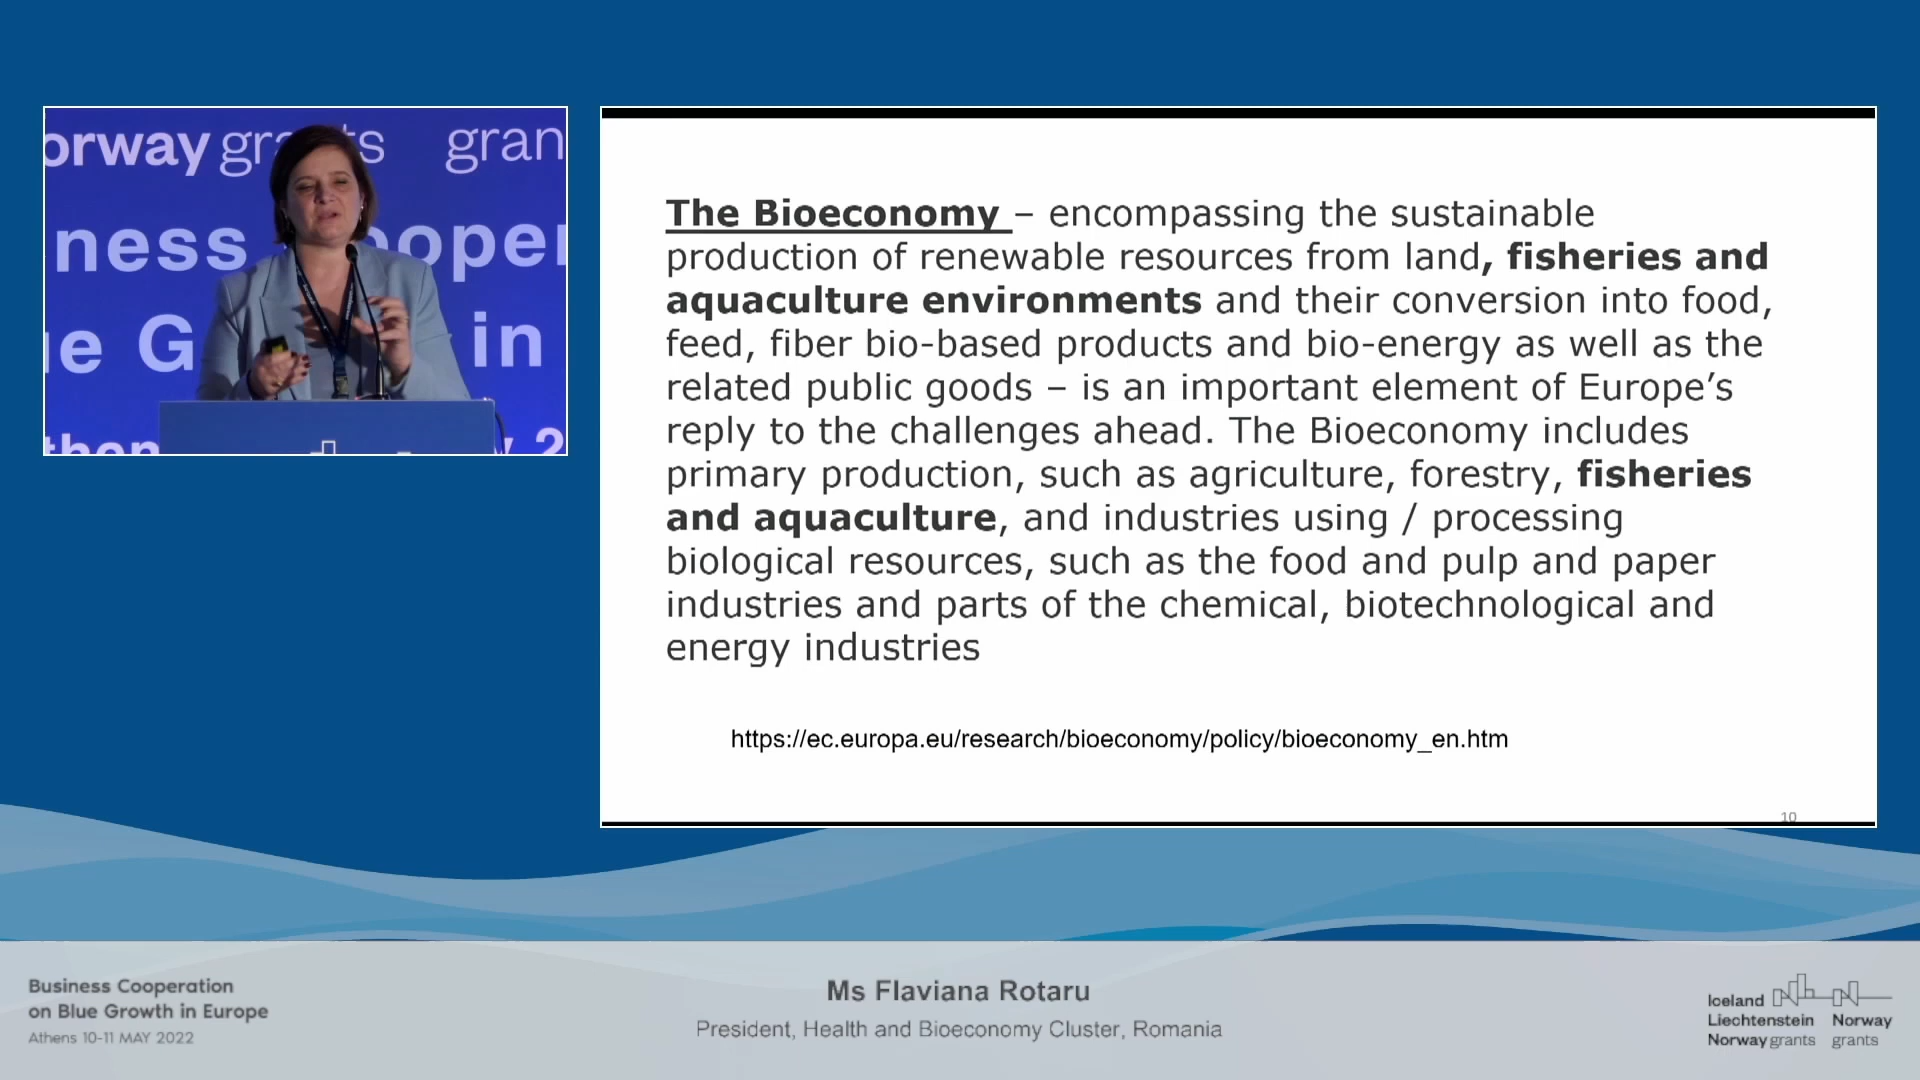 orway grants gran
ness Cooper
ue G in
then y 2
The Bioeconomy – encompassing the sustainable
production of renewable resources from land, fisheries and
aquaculture environments and their conversion into food,
feed, fiber bio-based products and bio-energy as well as the
related public goods – is an important element of Europe’s
reply to the challenges ahead. The Bioeconomy includes
primary production, such as agriculture, forestry, fisheries
and aquaculture, and industries using / processing
biological resources, such as the food and pulp and paper
industries and parts of the chemical, biotechnological and
energy industries
https://ec.europa.eu/research/bioeconomy/policy/bioeconomy_en.htm
10
Business Cooperation
on Blue Growth in Europe
Athens 10-11 MAY 2022
Ms Flaviana Rotaru
President, Health and Bioeconomy Cluster, Romania
Iceland
Liechtenstein Norway
Norway grants grants